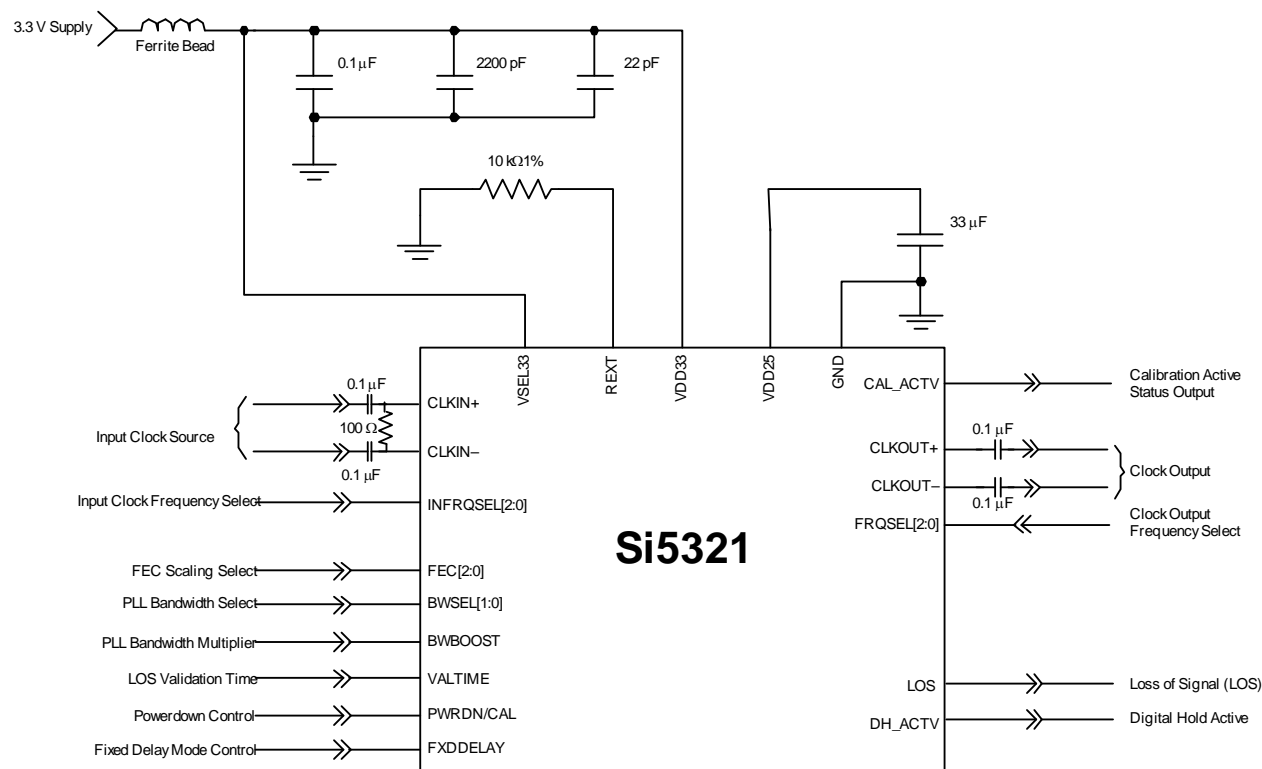 3.3 V Supply
Ferrite Bead
0.1 μF
2200 pF
22 pF
10 kΩ1%
33 μF
VSEL33
REXT
VDD33
VDD25
GND
Input Clock Source
0.1 μF
100 Ω
0.1 μF
CLKIN+
CLKIN–
Input Clock Frequency Select
INFRQSEL[2:0]
FEC Scaling Select
FEC[2:0]
PLL Bandwidth Select
BWSEL[1:0]
PLL Bandwidth Multiplier
BWBOOST
LOS Validation Time
VALTIME
Powerdown Control
PWRDN/CAL
Fixed Delay Mode Control
FXDDELAY
Si5321
CAL_ACTV
Calibration Active
Status Output
CLKOUT+
0.1 μF
CLKOUT–
0.1 μF
Clock Output
FRQSEL[2:0]
Clock Output
Frequency Select
LOS
Loss of Signal (LOS)
DH_ACTV
Digital Hold Active